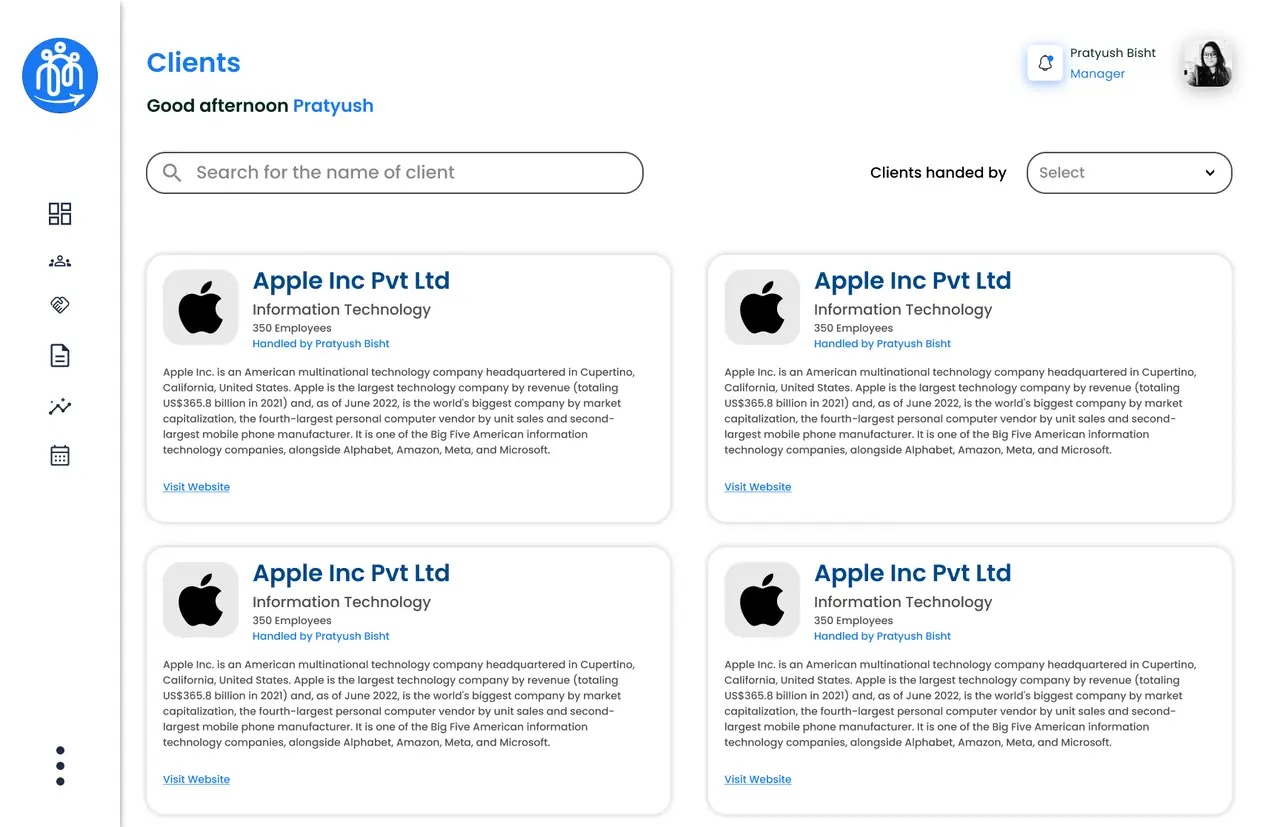 Clients
Pratyush Bisht
Manager
Good afternoon Pratyush
Search for the name of client
Clients handed by
Select
Apple Inc Pvt Ltd
Information Technology
350 Employees
Handled by Pratyush Bisht
Apple Inc. is an American multinational technology company headquartered in Cupertino,
California, United States. Apple is the largest technology company by revenue (totaling
US$365.8 billion in 2021) and, as of June 2022, is the world's biggest company by market
capitalization, the fourth-largest personal computer vendor by unit sales and second-
largest mobile phone manufacturer. It is one of the Big Five American information
technology companies, alongside Alphabet, Amazon, Meta, and Microsoft.
Visit Website
Apple Inc Pvt Ltd
Information Technology
350 Employees
Handled by Pratyush Bisht
Apple Inc. is an American multinational technology company headquartered in Cupertino,
California, United States. Apple is the largest technology company by revenue (totaling
US$365.8 billion in 2021) and, as of June 2022, is the world's biggest company by market
capitalization, the fourth-largest personal computer vendor by unit sales and second-
largest mobile phone manufacturer. It is one of the Big Five American information
technology companies, alongside Alphabet, Amazon, Meta, and Microsoft.
Visit Website
Apple Inc Pvt Ltd
Information Technology
350 Employees
Handled by Pratyush Bisht
Apple Inc. is an American multinational technology company headquartered in Cupertino,
California, United States. Apple is the largest technology company by revenue (totaling
US$365.8 billion in 2021) and, as of June 2022, is the world's biggest company by market
capitalization, the fourth-largest personal computer vendor by unit sales and second-
largest mobile phone manufacturer. It is one of the Big Five American information
technology companies, alongside Alphabet, Amazon, Meta, and Microsoft.
Visit Website
Apple Inc Pvt Ltd
Information Technology
350 Employees
Handled by Pratyush Bisht
Apple Inc. is an American multinational technology company headquartered in Cupertino,
California, United States. Apple is the largest technology company by revenue (totaling
US$365.8 billion in 2021) and, as of June 2022, is the world's biggest company by market
capitalization, the fourth-largest personal computer vendor by unit sales and second-
largest mobile phone manufacturer. It is one of the Big Five American information
technology companies, alongside Alphabet, Amazon, Meta, and Microsoft.
Visit Website